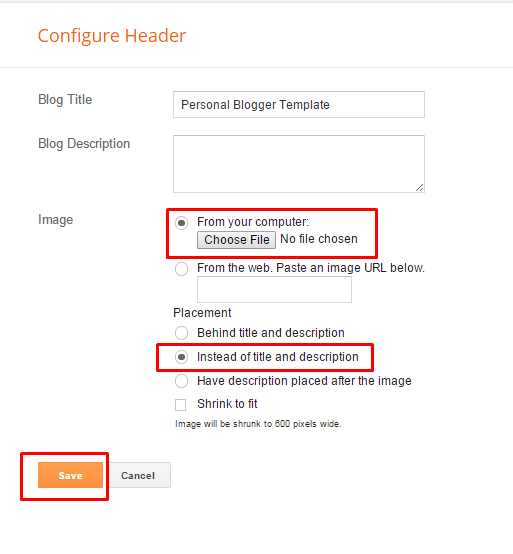 Configure Header
Blog Title
Personal Blogger Template
Blog Description
Image
From your computer:
Choose File No file chosen
From the web. Paste an image URL below.
Placement
Behind title and description
Instead of title and description
Have description placed after the image
Shrink to fit
Image will be shrunk to 600 pixels wide.
Save Cancel